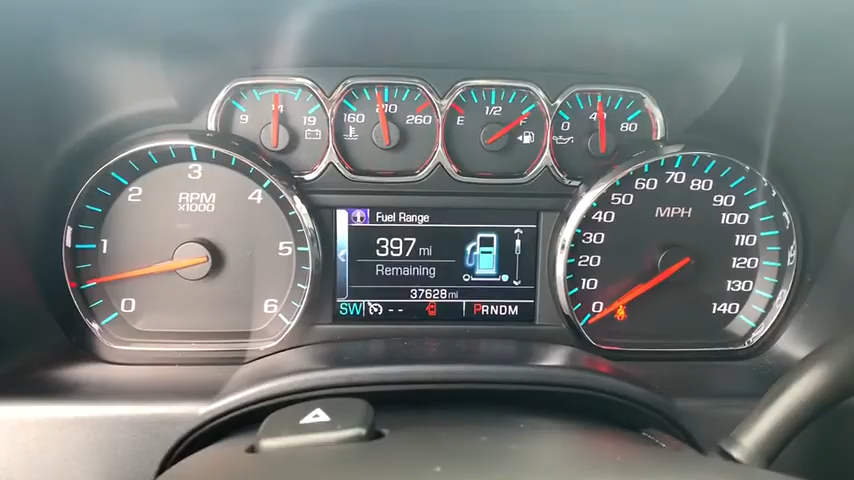 9 14 19
160 210 260
E 1/2 F
0 40 80
RPM
x1000
0 1 2 3 4 5 6
Fuel Range
397 mi
Remaining
37628 mi
SW -- PRNDM
MPH
0 10 20 30 40 50 60 70 80 90 100 110 120 130 140